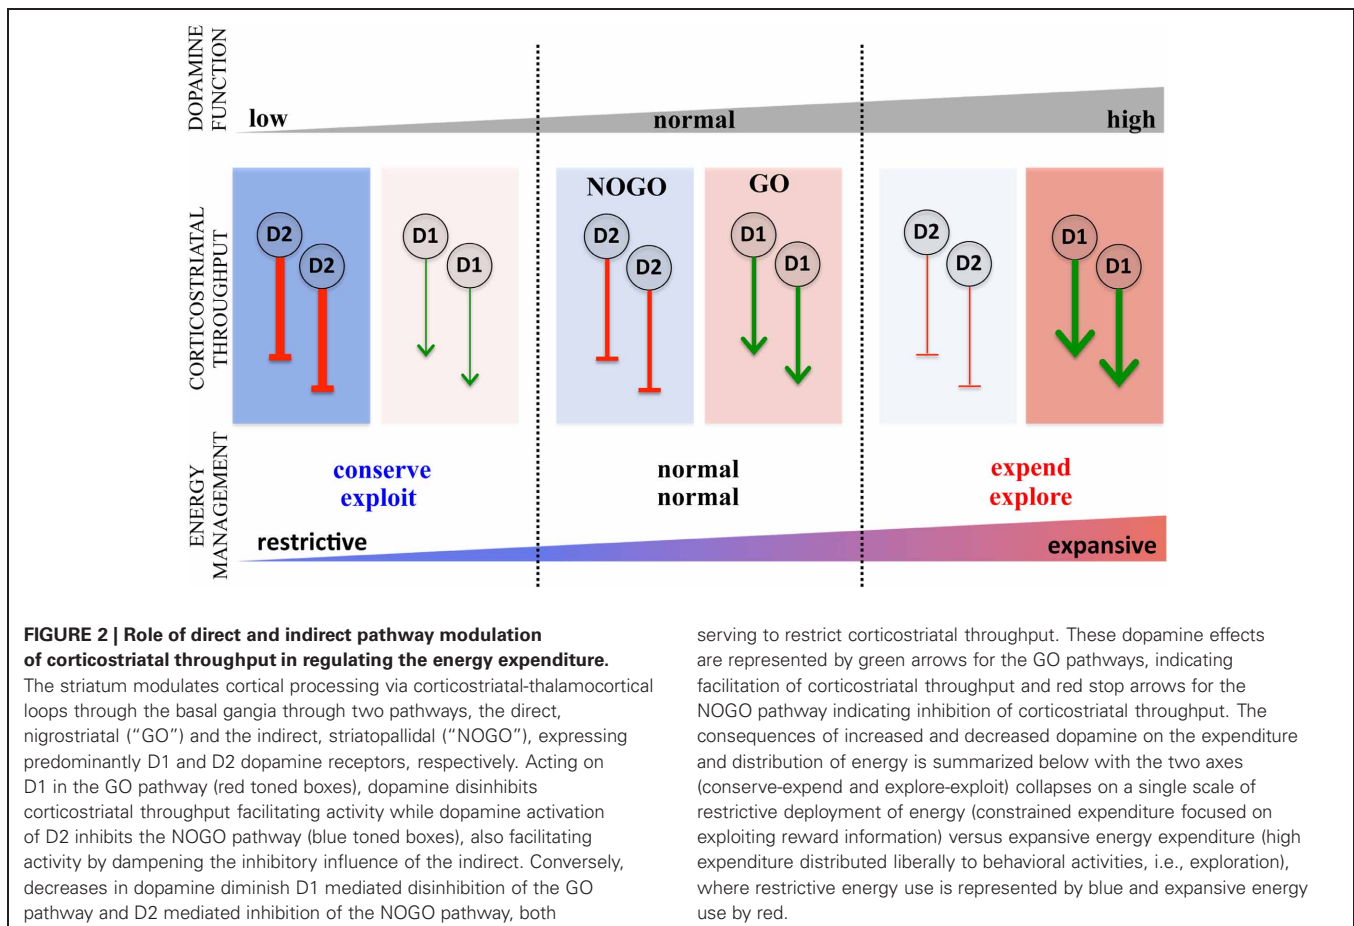 DOPAMINE
FUNCTION
low
normal
high
CORTICOSTRIATAL
THROUGHPUT
NOGO
GO
D2
D2
D1
D1
D2
D2
D1
D1
D2
D2
D1
D1
ENERGY
MANAGEMENT
conserve
exploit
normal
normal
expend
explore
restrictive
expansive
FIGURE 2 | Role of direct and indirect pathway modulation
of corticostriatal throughput in regulating the energy expenditure.
The striatum modulates cortical processing via corticostriatal-thalamocortical
loops through the basal gangia through two pathways, the direct,
nigrostriatal (“GO”) and the indirect, striatopallidal (“NOGO”), expressing
predominantly D1 and D2 dopamine receptors, respectively. Acting on
D1 in the GO pathway (red toned boxes), dopamine disinhibits
corticostriatal throughput facilitating activity while dopamine activation
of D2 inhibits the NOGO pathway (blue toned boxes), also facilitating
activity by dampening the inhibitory influence of the indirect. Conversely,
decreases in dopamine diminish D1 mediated disinhibition of the GO
pathway and D2 mediated inhibition of the NOGO pathway, both
serving to restrict corticostriatal throughput. These dopamine effects
are represented by green arrows for the GO pathways, indicating
facilitation of corticostriatal throughput and red stop arrows for the
NOGO pathway indicating inhibition of corticostriatal throughput. The
consequences of increased and decreased dopamine on the expenditure
and distribution of energy is summarized below with the two axes
(conserve-expend and explore-exploit) collapses on a single scale of
restrictive deployment of energy (constrained expenditure focused on
exploiting reward information) versus expansive energy expenditure (high
expenditure distributed liberally to behavioral activities, i.e., exploration),
where restrictive energy use is represented by blue and expansive energy
use by red.